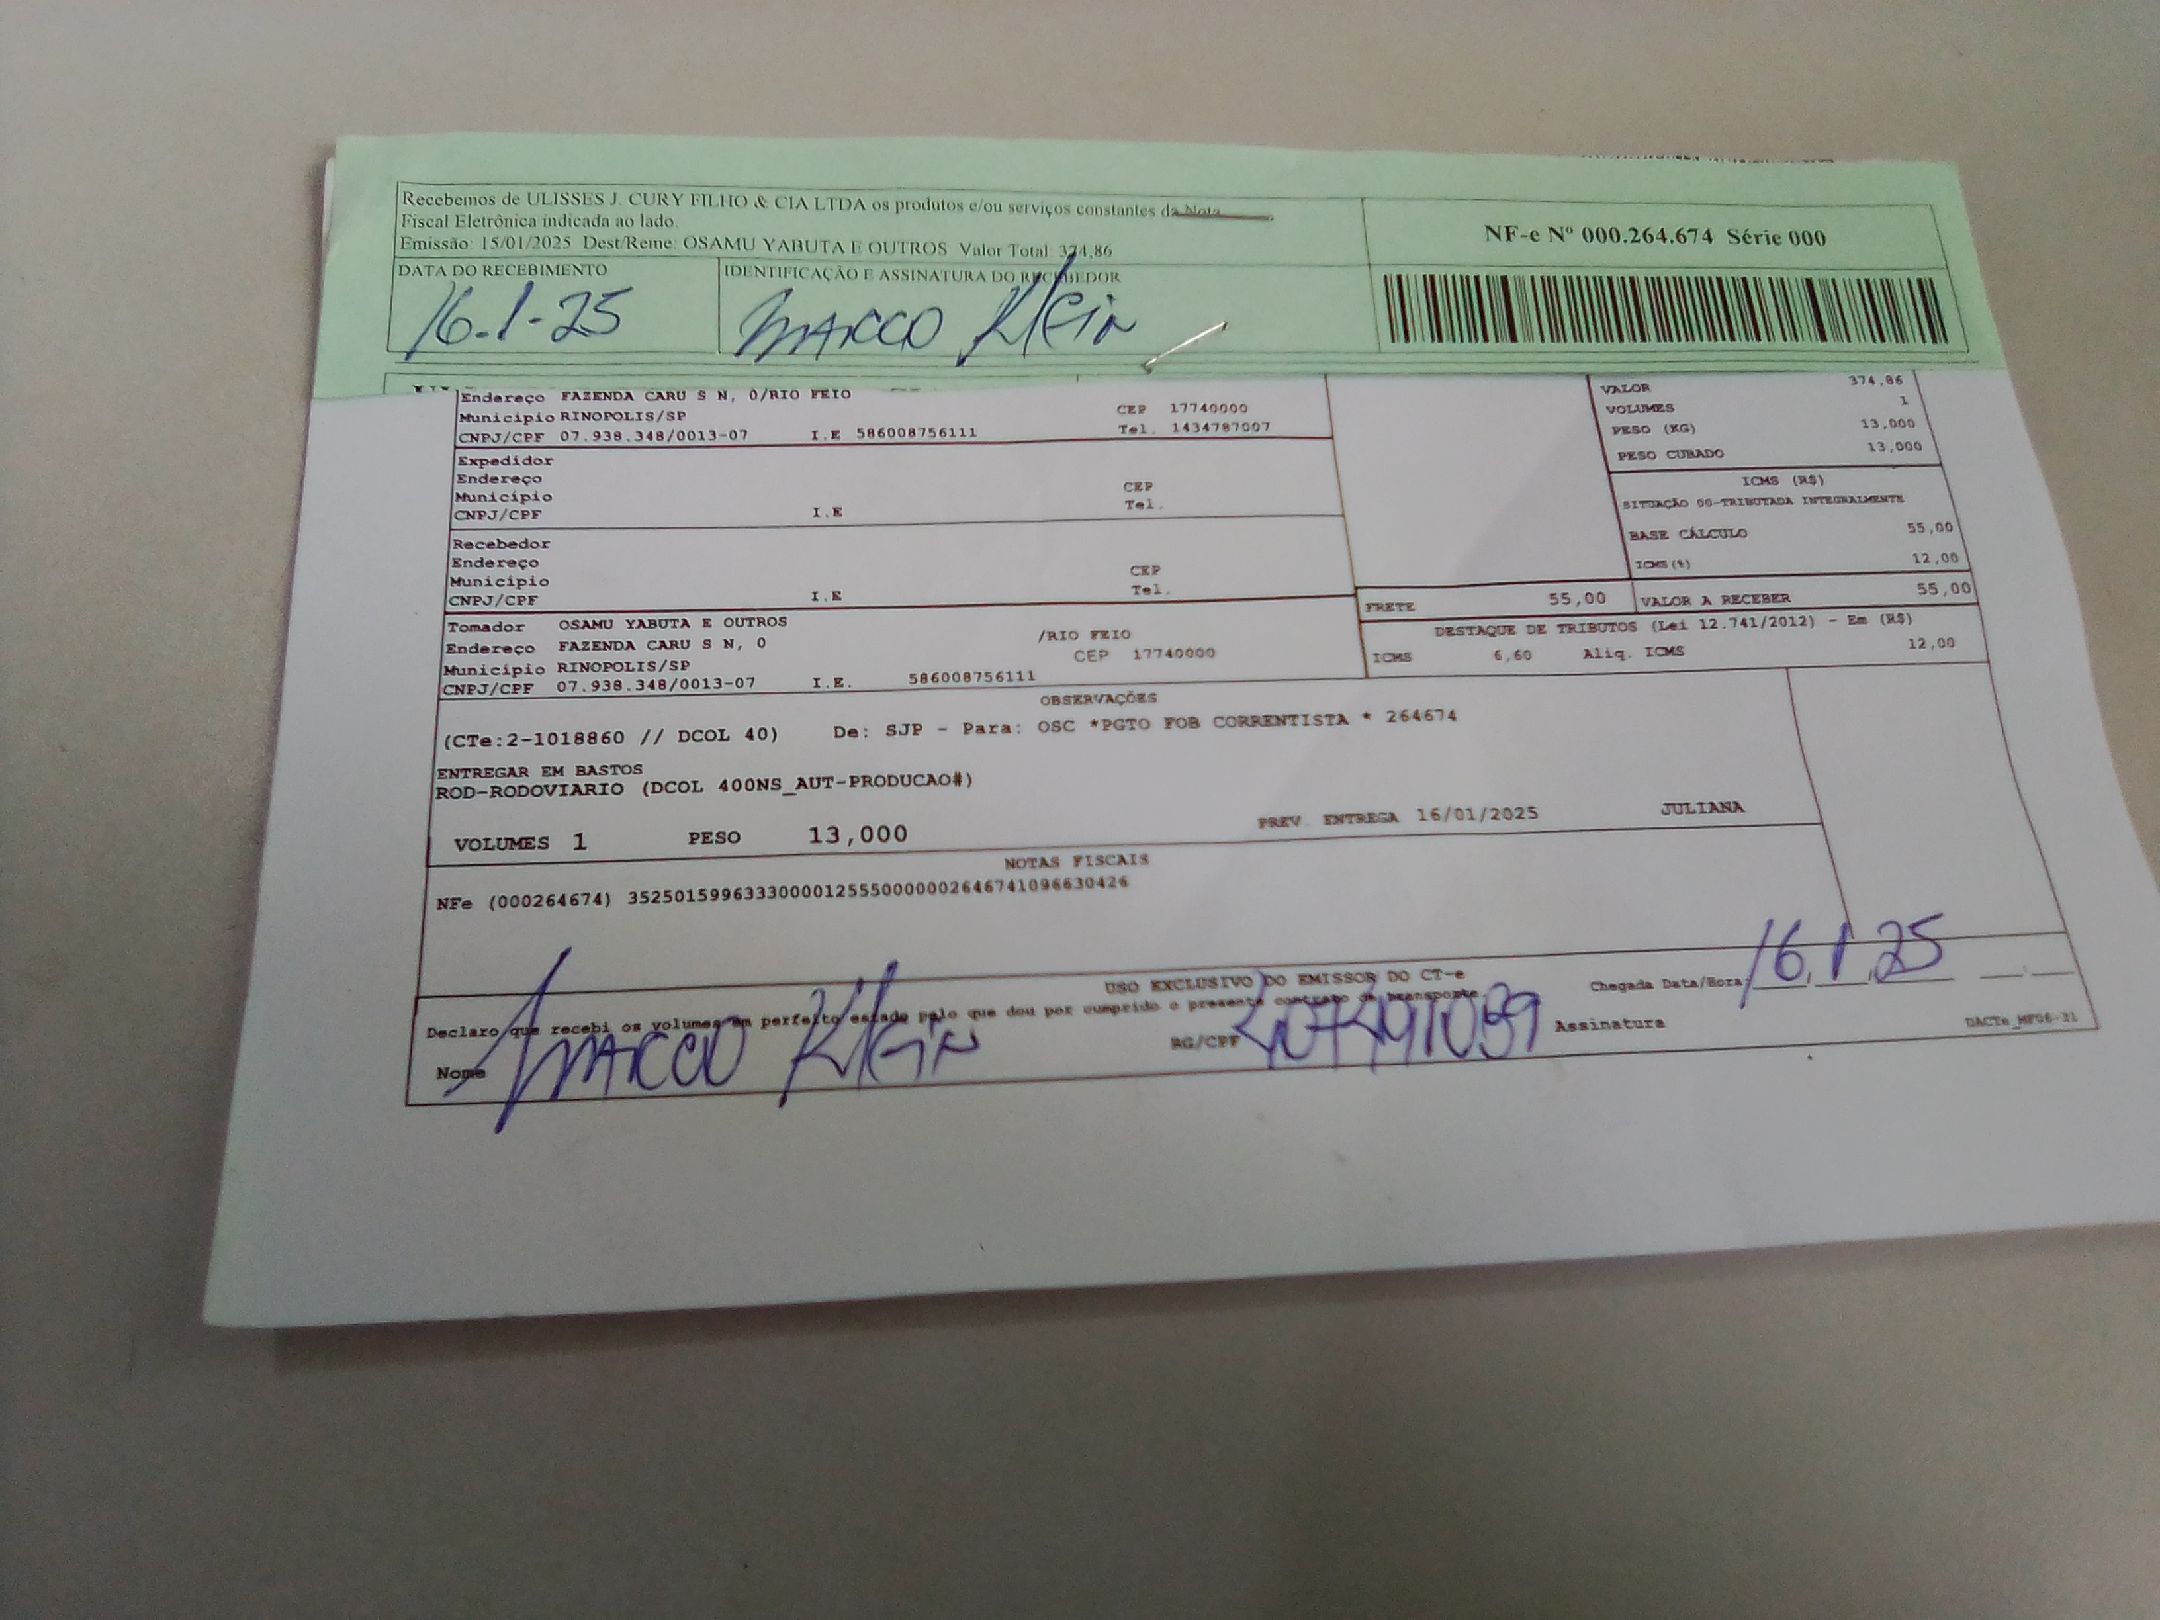 Recebemos de ULISSES J. CURY FILHO & CIA LTDA os produtos e/ou serviços constantes da Nota
Fiscal Eletrônica indicada ao lado.
Emissão: 15/01/2025 Dest/Reme: OSAMU YABUTA E OUTROS Valor Total: 374,86
NF-e Nº 000.264.674 Série 000
DATA DO RECEBIMENTO
16.1-25
IDENTIFICAÇÃO E ASSINATURA DO RECEBEDOR
MARCO Klein
Endereço FAZENDA CARU S N, 0/RIO FEIO
Município RINOPOLIS/SP CEP 17740000
CNPJ/CPF 07.938.348/0013-07 I.E 586008756111 Tel. 1434787007
Expedidor
Endereço
Município CEP
CNPJ/CPF I.E Tel.
Recebedor
Endereço
Município CEP
CNPJ/CPF I.E Tel.
Tomador OSAMU YABUTA E OUTROS
Endereço FAZENDA CARU S N, 0 /RIO FEIO
Município RINOPOLIS/SP CEP 17740000
CNPJ/CPF 07.938.348/0013-07 I.E. 586008756111
VALOR 374,86
VOLUMES 1
PESO (KG) 13,000
PESO CUBADO 13,000
ICMS (R$)
SITUAÇÃO 00-TRIBUTADA INTEGRALMENTE
BASE CÁLCULO 55,00
ICMS(%) 12,00
FRETE 55,00 VALOR A RECEBER 55,00
DESTAQUE DE TRIBUTOS (Lei 12.741/2012) - Em (R$)
ICMS 6,60 Aliq. ICMS 12,00
OBSERVAÇÕES
(CTe:2-1018860 // DCOL 40) De: SJP - Para: OSC *PGTO FOB CORRENTISTA * 264674
ENTREGAR EM BASTOS
ROD-RODOVIARIO (DCOL 400NS_AUT-PRODUCAO#)
VOLUMES 1 PESO 13,000 PREV. ENTREGA 16/01/2025 JULIANA
NOTAS FISCAIS
NFe (000264674) 35250159963330000125550000002646741096630426
USO EXCLUSIVO DO EMISSOR DO CT-e
Declaro que recebi os volumes em perfeito estado pelo que dou por cumprido o presente contrato de transporte.
Chegada Data/Hora 16,1,25
Nome MARCO Klein RG/CPF Assinatura
DACTe_MF06-21